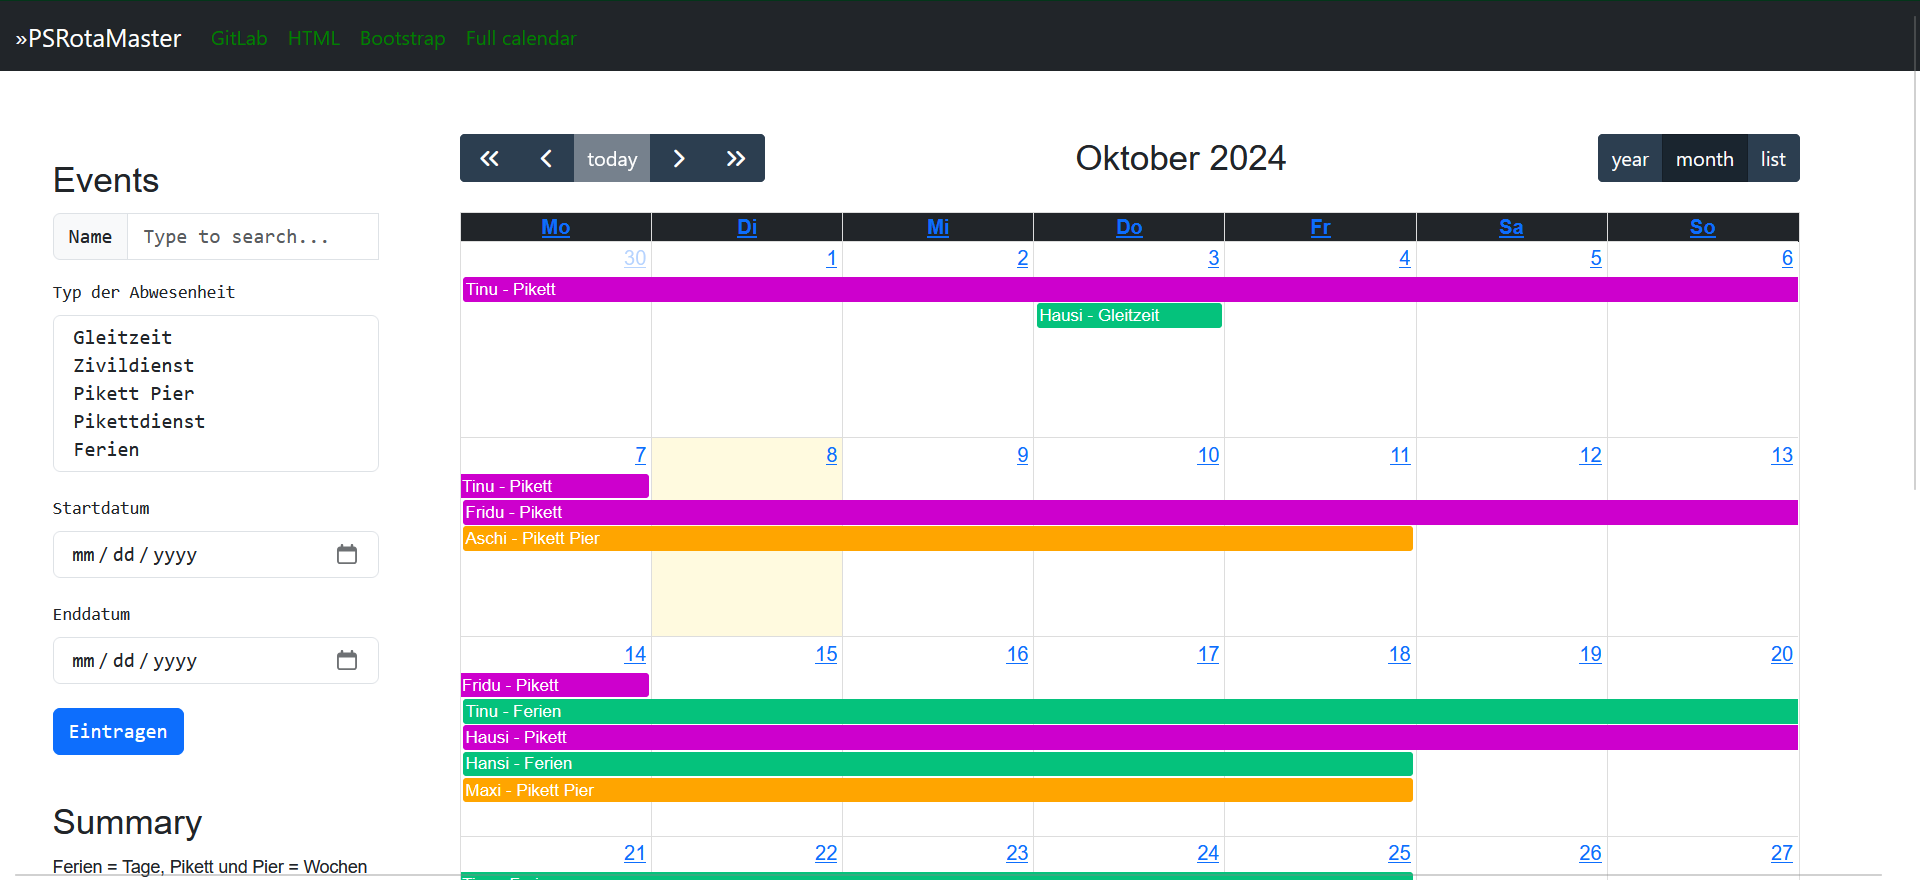 »PSRotaMaster GitLab HTML Bootstrap Full calendar
Events
Name Type to search...
Typ der Abwesenheit
Gleitzeit
Zivildienst
Pikett Pier
Pikettdienst
Ferien
Startdatum
mm/dd/yyyy
Enddatum
mm/dd/yyyy
Eintragen
Summary
Ferien = Tage, Pikett und Pier = Wochen
today
Oktober 2024
year month list
Mo Di Mi Do Fr Sa So
30 1 2 3 4 5 6
Tinu - Pikett
Hausi - Gleitzeit
7 8 9 10 11 12 13
Tinu - Pikett
Fridu - Pikett
Aschi - Pikett Pier
14 15 16 17 18 19 20
Fridu - Pikett
Tinu - Ferien
Hausi - Pikett
Hansi - Ferien
Maxi - Pikett Pier
21 22 23 24 25 26 27